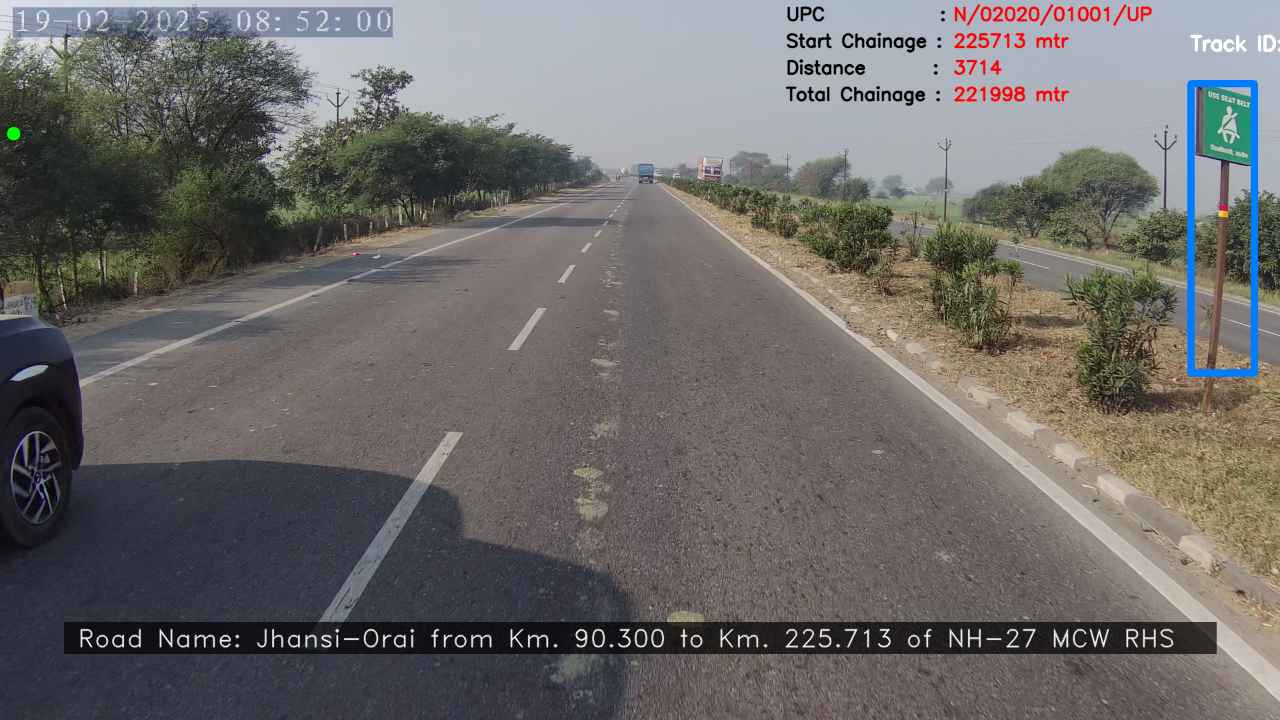 19-02-2025 08:52:00
UPC : N/02020/01001/UP
Start Chainage : 225713 mtr
Distance : 3714
Total Chainage : 221998 mtr
Track ID:
USE SEAT BELT
Road Name: Jhansi-Orai from Km. 90.300 to Km. 225.713 of NH-27 MCW RHS